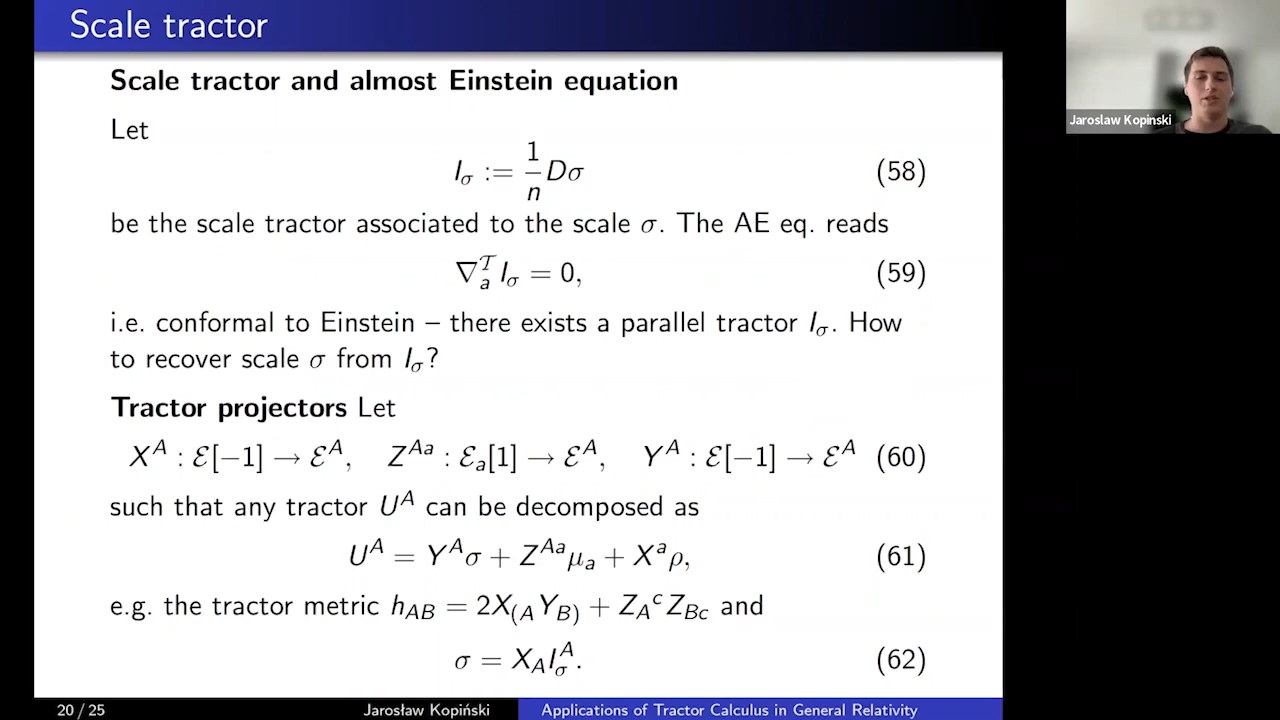 Scale tractor
Scale tractor and almost Einstein equation
Let
I_σ := 1/n Dσ (58)
be the scale tractor associated to the scale σ. The AE eq. reads
∇_a^𝒯 I_σ = 0, (59)
i.e. conformal to Einstein – there exists a parallel tractor I_σ. How
to recover scale σ from I_σ?
Tractor projectors Let
X^A : ℰ[−1] → ℰ^A, Z^{Aa} : ℰ_a[1] → ℰ^A, Y^A : ℰ[−1] → ℰ^A (60)
such that any tractor U^A can be decomposed as
U^A = Y^A σ + Z^{Aa} μ_a + X^a ρ, (61)
e.g. the tractor metric h_{AB} = 2X_{(A} Y_{B)} + Z_A^c Z_{Bc} and
σ = X_A I_σ^A. (62)
20 / 25 Jarosław Kopiński Applications of Tractor Calculus in General Relativity
Jaroslaw Kopinski